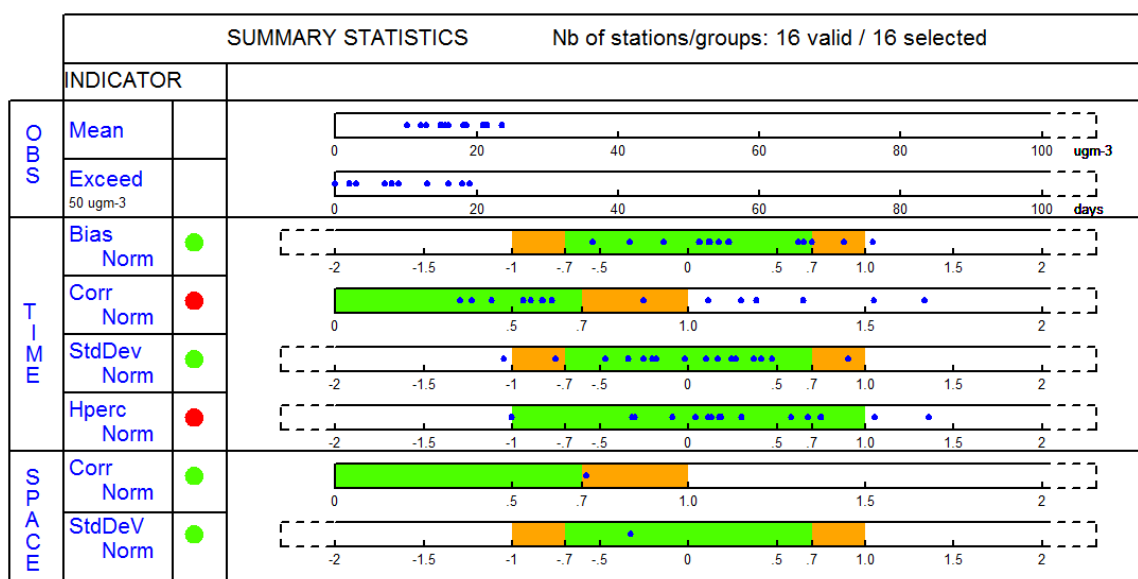 SUMMARY STATISTICS Nb of stations/groups: 16 valid / 16 selected
INDICATOR
OBS
Mean
0 20 40 60 80 100 ugm-3
Exceed
50 ugm-3
0 20 40 60 80 100 days
TIME
Bias
Norm
-2 -1.5 -1 -.7 -.5 0 .5 .7 1.0 1.5 2
Corr
Norm
0 .5 .7 1.0 1.5 2
StdDev
Norm
-2 -1.5 -1 -.7 -.5 0 .5 .7 1.0 1.5 2
Hperc
Norm
-2 -1.5 -1 -.7 -.5 0 .5 .7 1.0 1.5 2
SPACE
Corr
Norm
0 .5 .7 1.0 1.5 2
StdDeV
Norm
-2 -1.5 -1 -.7 -.5 0 .5 .7 1.0 1.5 2